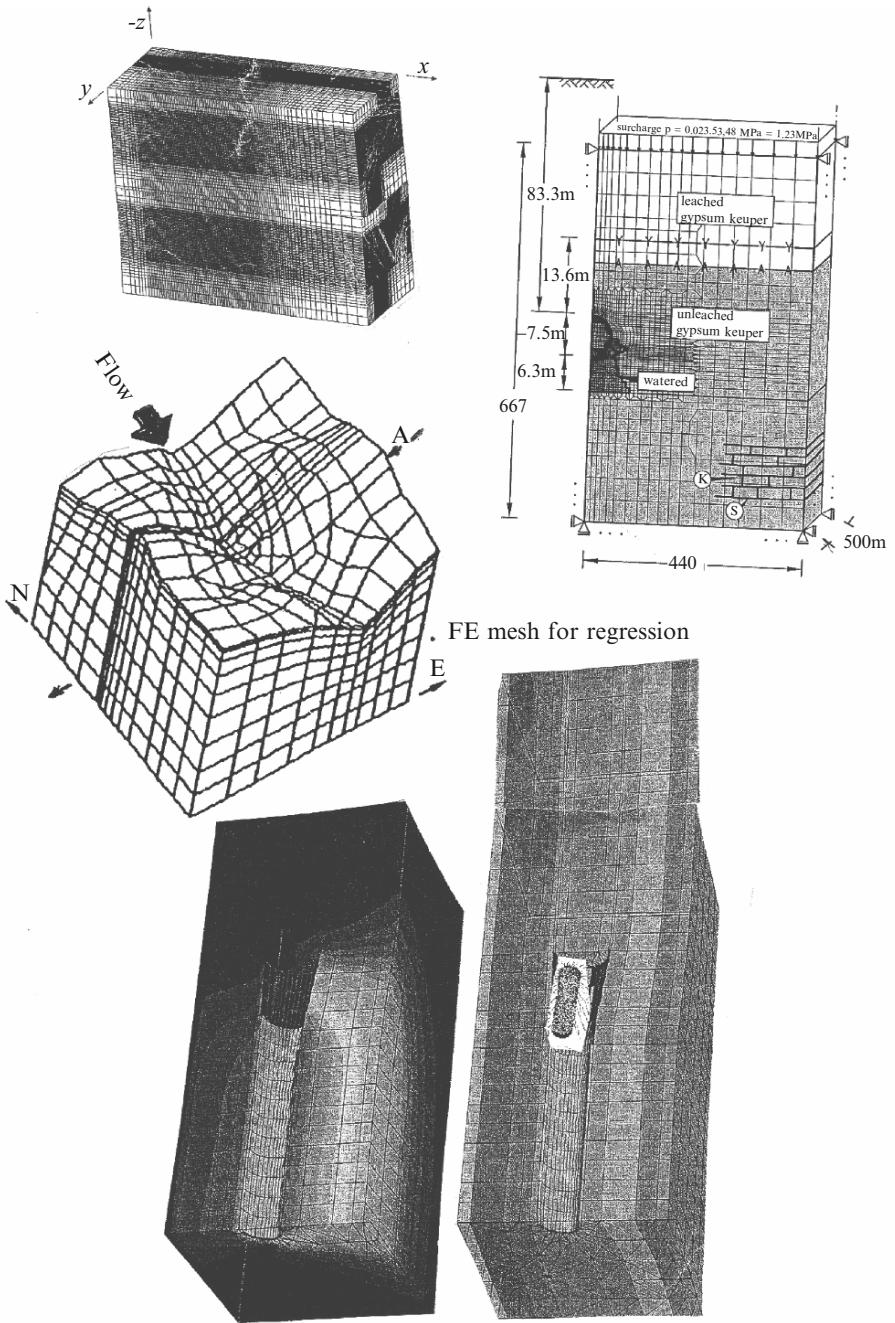 -z
x
y
surcharge p = 0,023.53,48 MPa = 1.23MPa
83.3m
leached
gypsum keuper
13.6m
unleached
gypsum keuper
7.5m
6.3m
watered
667
K
S
500m
440
Flow
A
N
E
FE mesh for regression